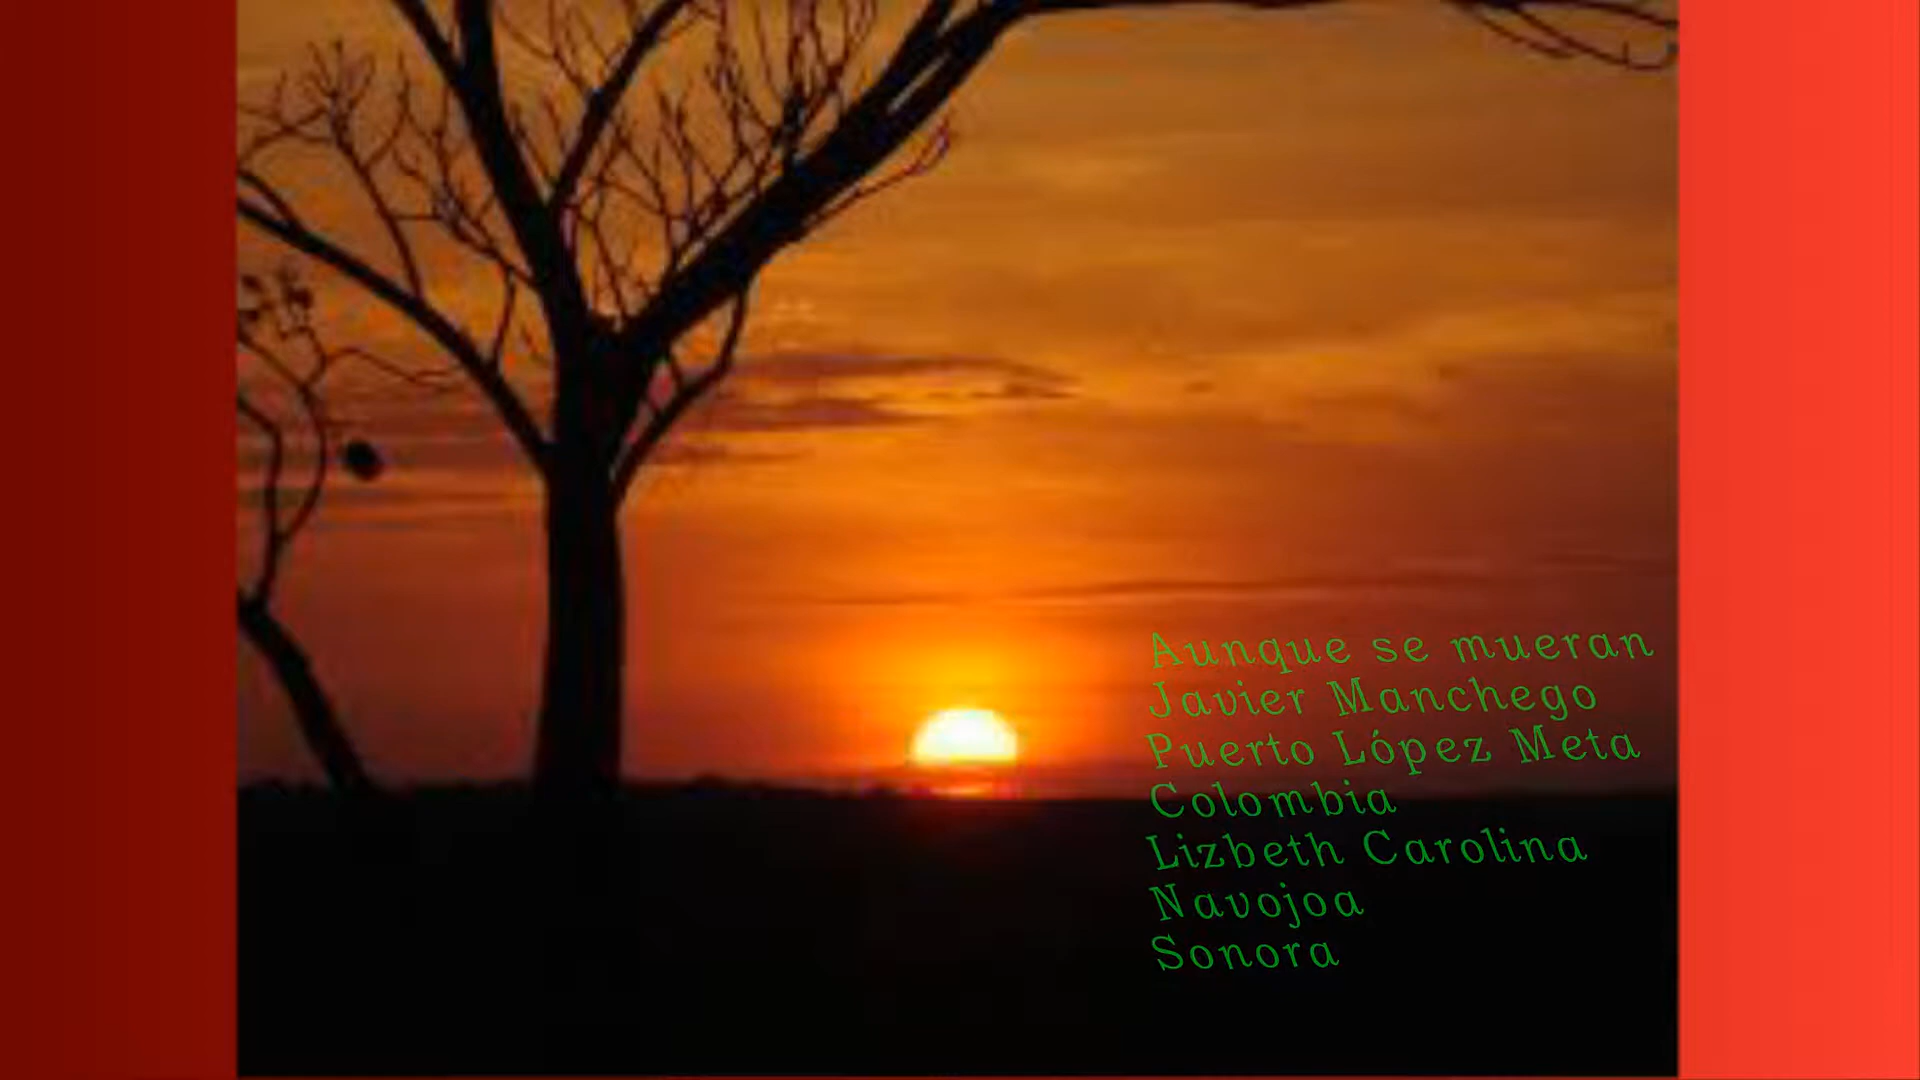 Aunque se mueran
Javier Manchego
Puerto López Meta
Colombia
Lizbeth Carolina
Navojoa
Sonora